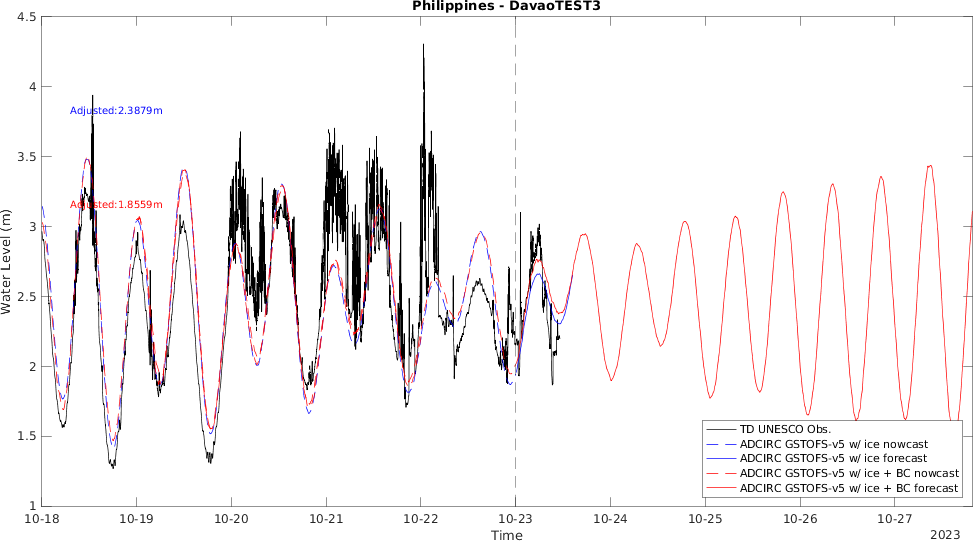 Philippines - DavaoTEST3
Water Level (m)
4.5
4
3.5
3
2.5
2
1.5
1
Adjusted:2.3879m
Adjusted:1.8559m
TD UNESCO Obs.
ADCIRC GSTOFS-v5 w/ ice nowcast
ADCIRC GSTOFS-v5 w/ ice forecast
ADCIRC GSTOFS-v5 w/ ice + BC nowcast
ADCIRC GSTOFS-v5 w/ ice + BC forecast
10-18 10-19 10-20 10-21 10-22 10-23 10-24 10-25 10-26 10-27
Time
2023